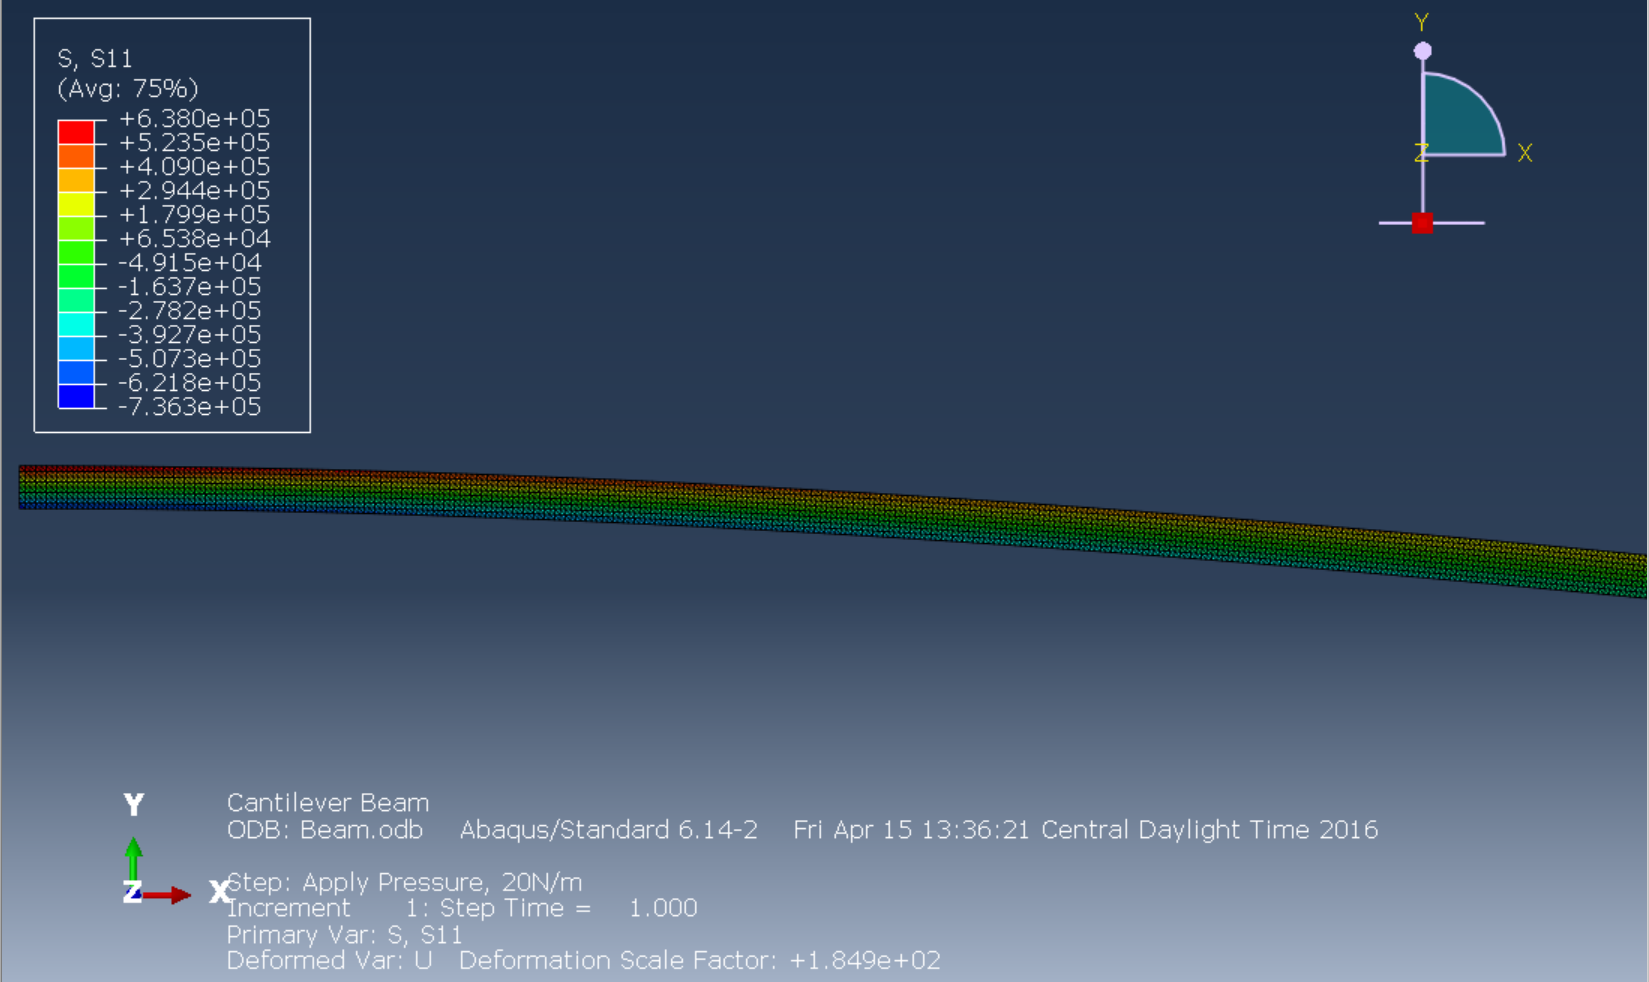 S, S11
(Avg: 75%)
+6.380e+05
+5.235e+05
+4.090e+05
+2.944e+05
+1.799e+05
+6.538e+04
-4.915e+04
-1.637e+05
-2.782e+05
-3.927e+05
-5.073e+05
-6.218e+05
-7.363e+05
Y
Z X
Y
Z X
Cantilever Beam
ODB: Beam.odb Abaqus/Standard 6.14-2 Fri Apr 15 13:36:21 Central Daylight Time 2016
Step: Apply Pressure, 20N/m
Increment 1: Step Time = 1.000
Primary Var: S, S11
Deformed Var: U Deformation Scale Factor: +1.849e+02